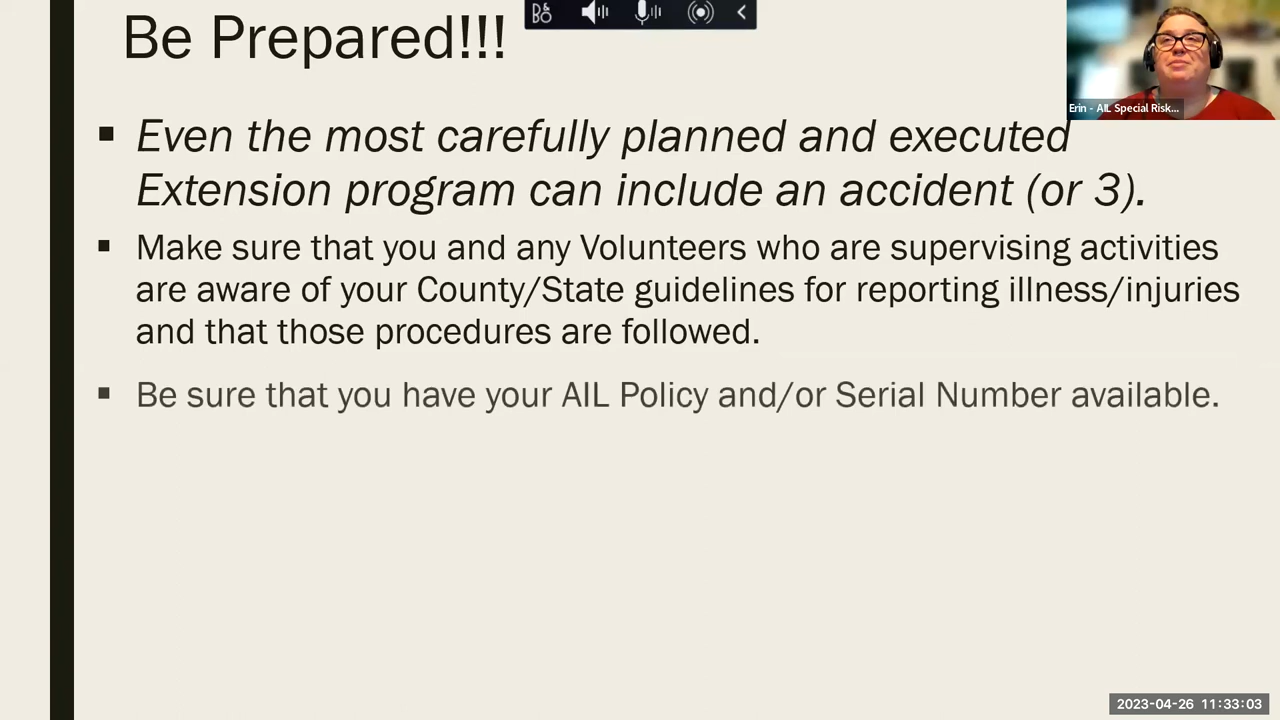 Be Prepared!!!
Erin - AIL Special Risk...
▪ Even the most carefully planned and executed
Extension program can include an accident (or 3).
▪ Make sure that you and any Volunteers who are supervising activities
are aware of your County/State guidelines for reporting illness/injuries
and that those procedures are followed.
▪ Be sure that you have your AIL Policy and/or Serial Number available.
2023-04-26 11:33:03